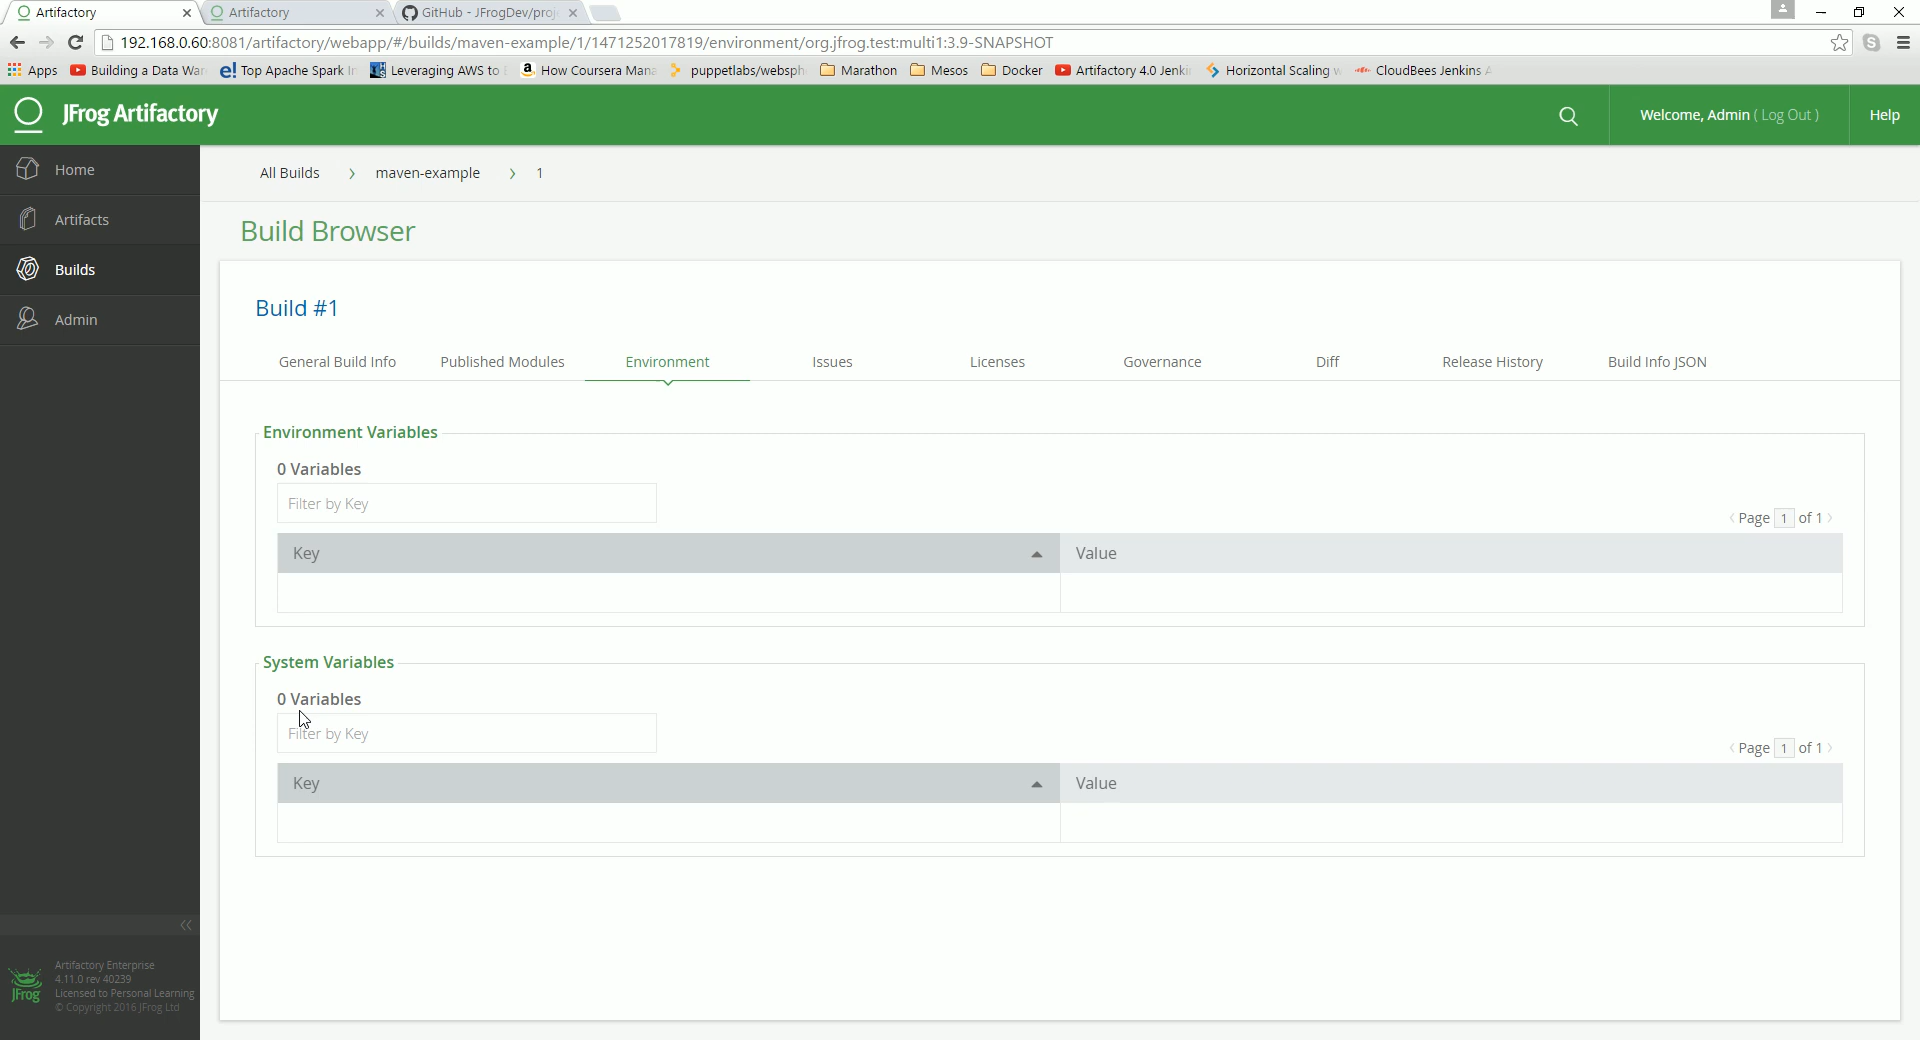 Artifactory
Artifactory
GitHub - JFrogDev/proj
192.168.0.60:8081/artifactory/webapp/#/builds/maven-example/1/1471252017819/environment/org.jfrog.test:multi1:3.9-SNAPSHOT
Apps
Building a Data War
Top Apache Spark In
Leveraging AWS to
How Coursera Mana
puppetlabs/websph
Marathon
Mesos
Docker
Artifactory 4.0 Jenki
Horizontal Scaling w
CloudBees Jenkins A
JFrog Artifactory
Welcome, Admin ( Log Out )
Help
Home
Artifacts
Builds
Admin
All Builds > maven-example > 1
Build Browser
Build #1
General Build Info
Published Modules
Environment
Issues
Licenses
Governance
Diff
Release History
Build Info JSON
Environment Variables
0 Variables
Filter by Key
Page 1 of 1
Key
Value
System Variables
0 Variables
Filter by Key
Page 1 of 1
Key
Value
JFrog
Artifactory Enterprise
4.11.0 rev 40239
Licensed to Personal Learning
© Copyright 2016 JFrog Ltd